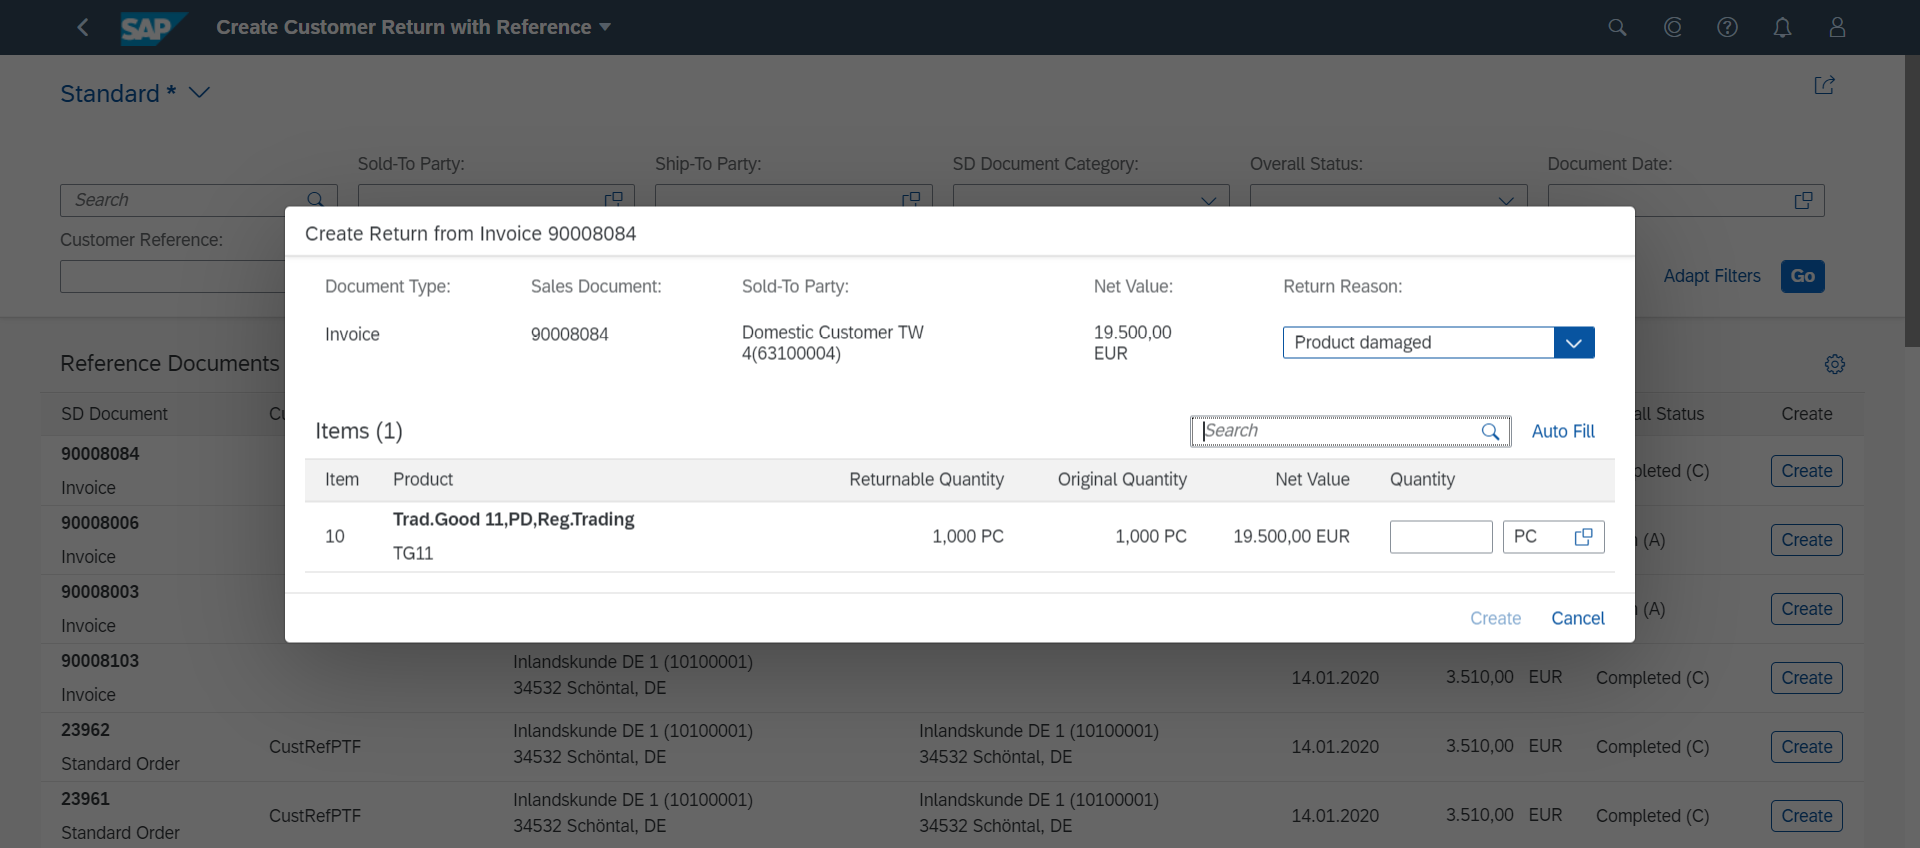 SAP
Create Customer Return with Reference
Standard *
Sold-To Party:
Ship-To Party:
SD Document Category:
Overall Status:
Document Date:
Search
Customer Reference:
Adapt Filters
Go
Create Return from Invoice 90008084
Document Type:
Sales Document:
Sold-To Party:
Net Value:
Return Reason:
Invoice
90008084
Domestic Customer TW
4(63100004)
19.500,00
EUR
Product damaged
Items (1)
Search
Auto Fill
Item Product Returnable Quantity Original Quantity Net Value Quantity
10
Trad.Good 11,PD,Reg.Trading
TG11
1,000 PC
1,000 PC
19.500,00 EUR
PC
Create
Cancel
Reference Documents
SD Document
Status
Create
90008084
Invoice
(C)
Create
90008006
Invoice
(A)
Create
90008003
Invoice
(A)
Create
90008103
Invoice
Inlandskunde DE 1 (10100001)
34532 Schöntal, DE
14.01.2020
3.510,00 EUR
Completed (C)
Create
23962
Standard Order
CustRefPTF
Inlandskunde DE 1 (10100001)
34532 Schöntal, DE
Inlandskunde DE 1 (10100001)
34532 Schöntal, DE
14.01.2020
3.510,00 EUR
Completed (C)
Create
23961
Standard Order
CustRefPTF
Inlandskunde DE 1 (10100001)
34532 Schöntal, DE
Inlandskunde DE 1 (10100001)
34532 Schöntal, DE
14.01.2020
3.510,00 EUR
Completed (C)
Create